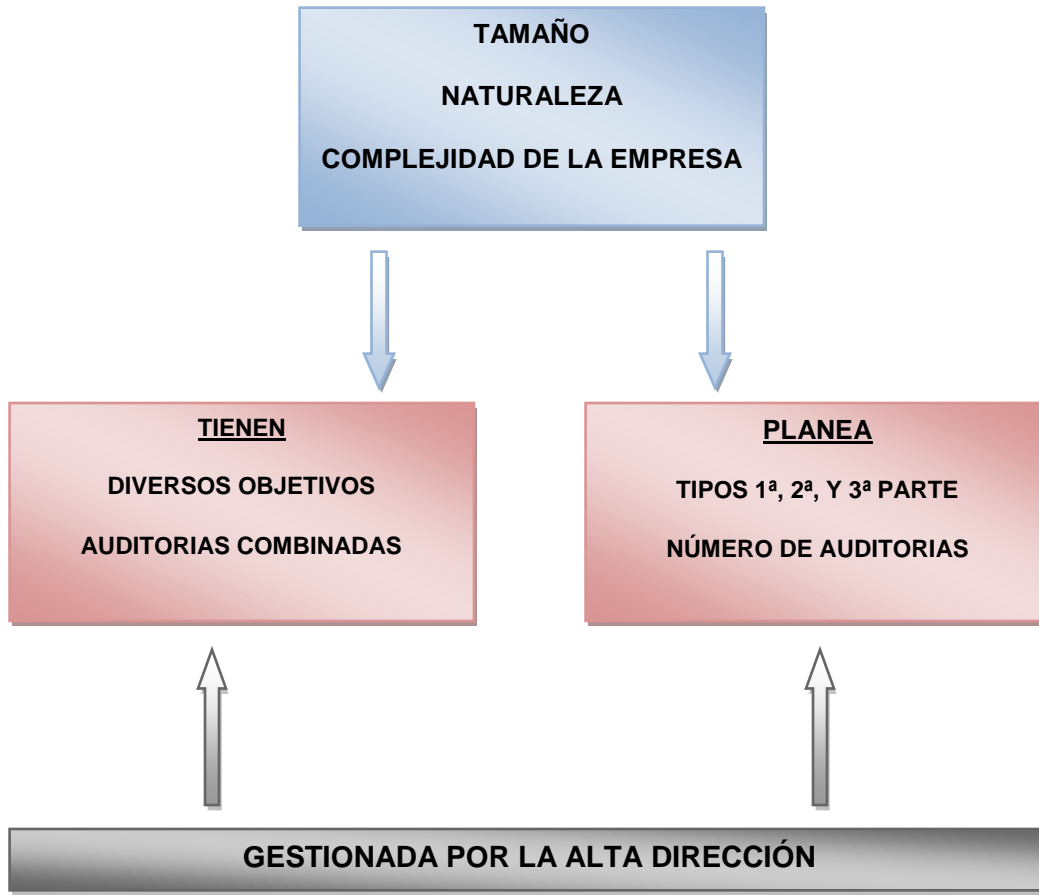 TAMAÑO
NATURALEZA
COMPLEJIDAD DE LA EMPRESA
TIENEN
DIVERSOS OBJETIVOS
AUDITORIAS COMBINADAS
PLANEA
TIPOS 1ª, 2ª, Y 3ª PARTE
NÚMERO DE AUDITORIAS
GESTIONADA POR LA ALTA DIRECCIÓN